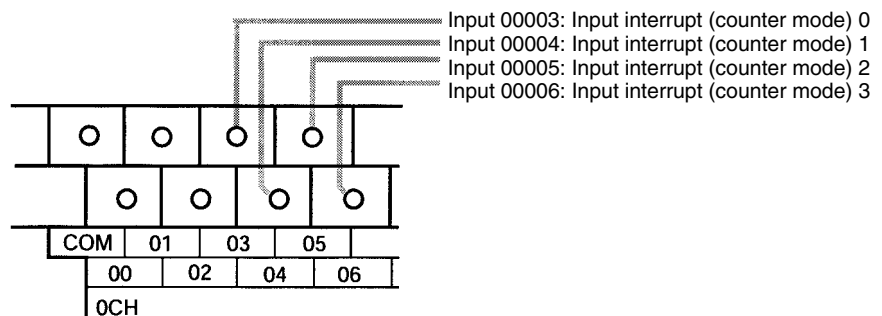 Input 00003: Input interrupt (counter mode) 0
Input 00004: Input interrupt (counter mode) 1
Input 00005: Input interrupt (counter mode) 2
Input 00006: Input interrupt (counter mode) 3
COM 01 03 05
00 02 04 06
0CH